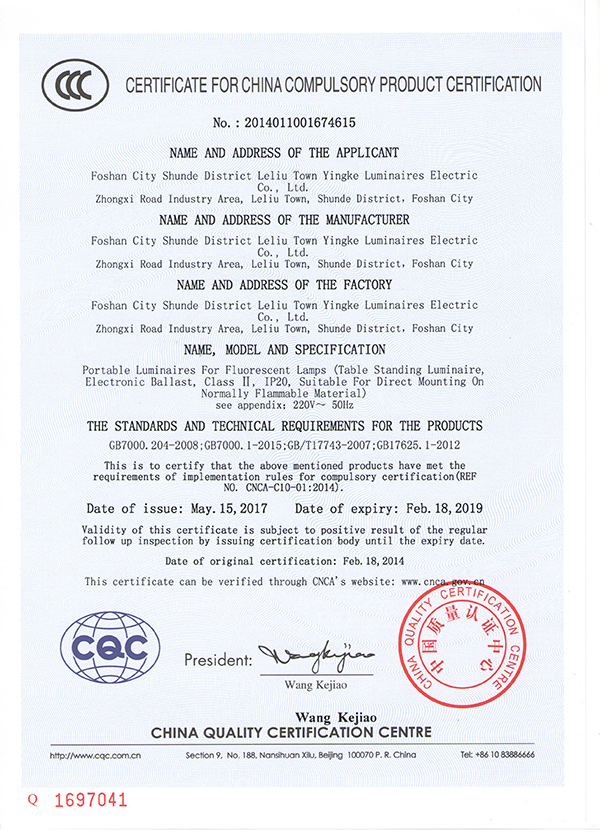 CCC
CERTIFICATE FOR CHINA COMPULSORY PRODUCT CERTIFICATION
No. : 2014011001674615
NAME AND ADDRESS OF THE APPLICANT
Foshan City Shunde District Leliu Town Yingke Luminaires Electric
Co., Ltd.
Zhongxi Road Industry Area, Leliu Town, Shunde District, Foshan City
NAME AND ADDRESS OF THE MANUFACTURER
Foshan City Shunde District Leliu Town Yingke Luminaires Electric
Co., Ltd.
Zhongxi Road Industry Area, Leliu Town, Shunde District, Foshan City
NAME AND ADDRESS OF THE FACTORY
Foshan City Shunde District Leliu Town Yingke Luminaires Electric
Co., Ltd.
Zhongxi Road Industry Area, Leliu Town, Shunde District, Foshan City
NAME, MODEL AND SPECIFICATION
Portable Luminaires For Fluorescent Lamps (Table Standing Luminaire,
Electronic Ballast, Class Ⅱ, IP20, Suitable For Direct Mounting On
Normally Flammable Material)
see appendix; 220V~ 50Hz
THE STANDARDS AND TECHNICAL REQUIREMENTS FOR THE PRODUCTS
GB7000.204-2008;GB7000.1-2015;GB/T17743-2007;GB17625.1-2012
This is to certify that the above mentioned products have met the
requirements of implementation rules for compulsory certification(REF
NO. CNCA-C10-01:2014).
Date of issue: May.15,2017 Date of expiry: Feb.18,2019
Validity of this certificate is subject to positive result of the regular
follow up inspection by issuing certification body until the expiry date.
Date of original certification: Feb.18,2014
This certificate can be verified through CNCA's website: www.cnca.gov.cn
CHINA QUALITY CERTIFICATION CENTRE
中国质量认证中心
CQC
President: Wangkejiao
Wang Kejiao
Wang Kejiao
CHINA QUALITY CERTIFICATION CENTRE
http://www.cqc.com.cn Section 9, No. 188, Nansihuan Xilu, Beijing 100070 P. R. China Tel: +86 10 83886666
Q 1697041